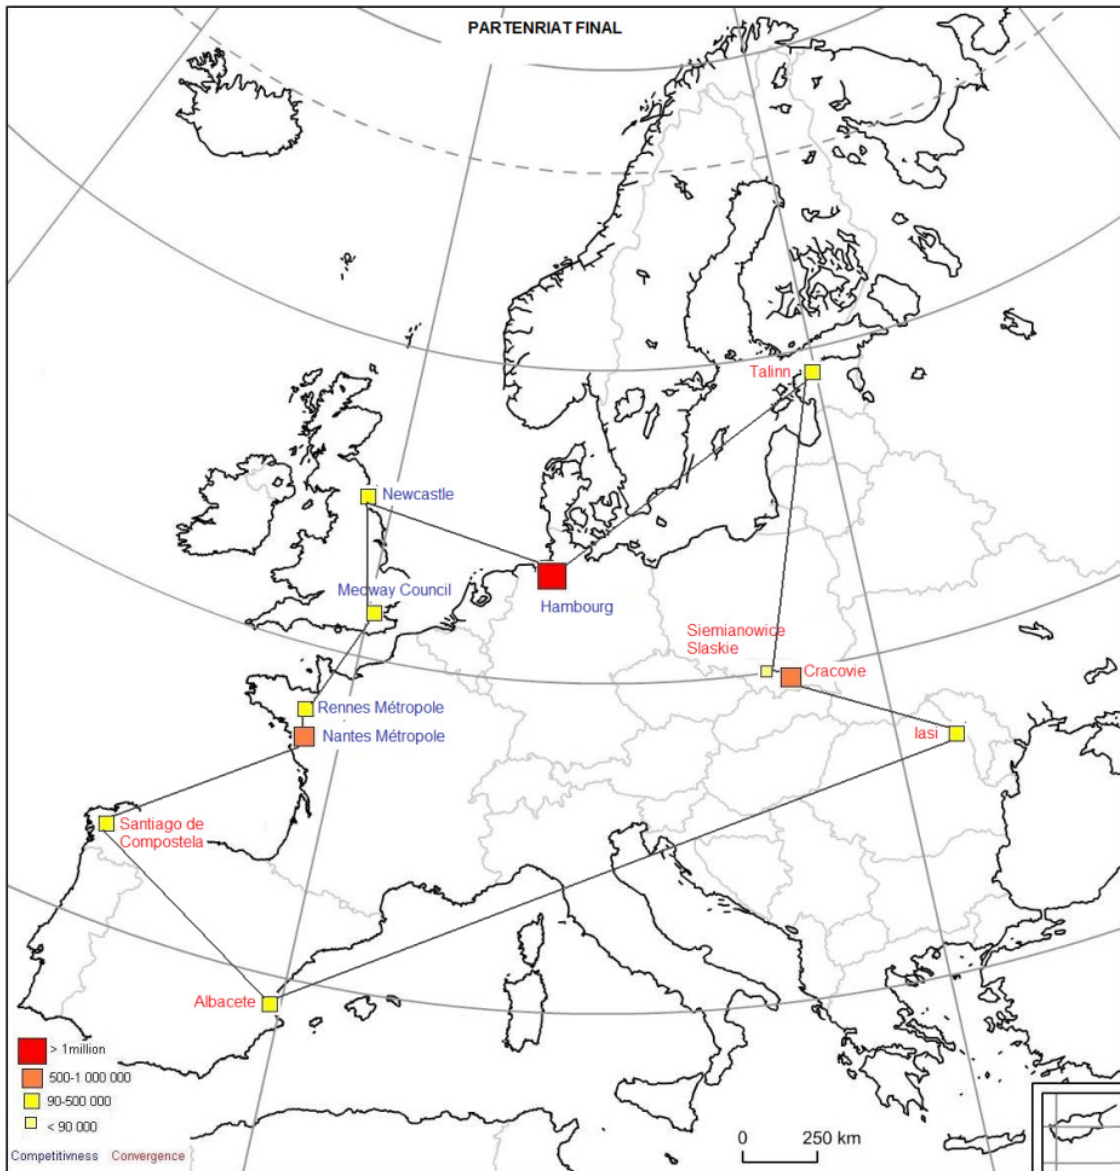 PARTENRIAT FINAL
Talinn
Newcastle
Medway Council
Hambourg
Siemianowice
Slaskie
Cracovie
Rennes Métropole
Nantes Métropole
Iasi
Santiago de
Compostela
Albacete
> 1million
500-1 000 000
90-500 000
< 90 000
Competitivness Convergence
0 250 km